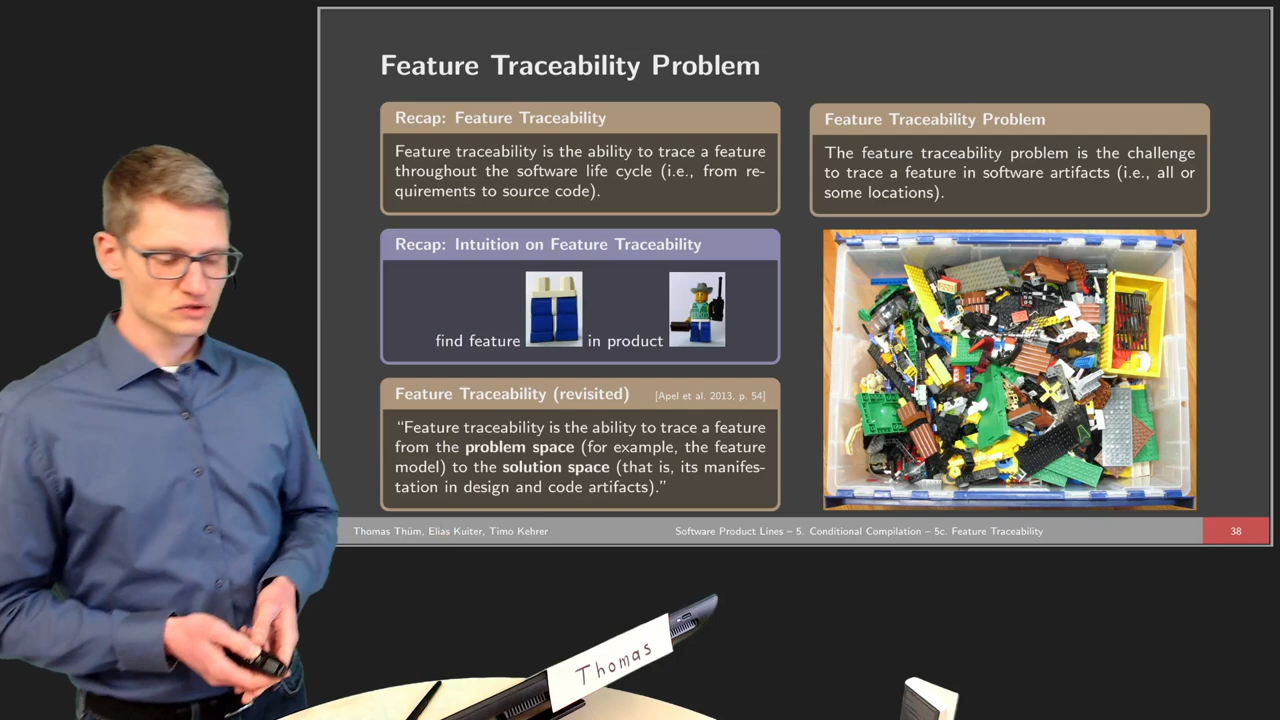 Feature Traceability Problem
Recap: Feature Traceability
Feature traceability is the ability to trace a feature
throughout the software life cycle (i.e., from re-
quirements to source code).
Recap: Intuition on Feature Traceability
find feature in product
Feature Traceability (revisited) [Apel et al. 2013, p. 54]
“Feature traceability is the ability to trace a feature
from the problem space (for example, the feature
model) to the solution space (that is, its manifes-
tation in design and code artifacts).”
Feature Traceability Problem
The feature traceability problem is the challenge
to trace a feature in software artifacts (i.e., all or
some locations).
Thomas Thüm, Elias Kuiter, Timo Kehrer
Software Product Lines – 5. Conditional Compilation – 5c. Feature Traceability
38
Thomas